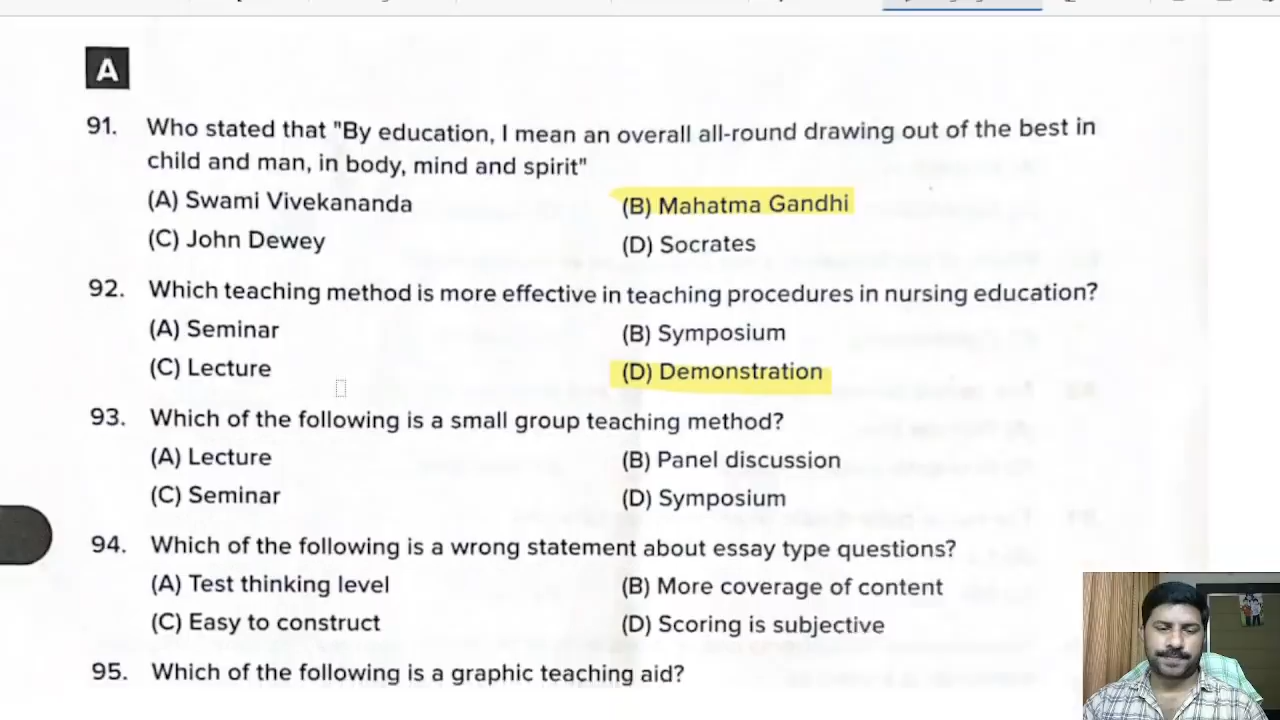 A
91. Who stated that "By education, I mean an overall all-round drawing out of the best in
child and man, in body, mind and spirit"
(A) Swami Vivekananda (B) Mahatma Gandhi
(C) John Dewey (D) Socrates
92. Which teaching method is more effective in teaching procedures in nursing education?
(A) Seminar (B) Symposium
(C) Lecture (D) Demonstration
93. Which of the following is a small group teaching method?
(A) Lecture (B) Panel discussion
(C) Seminar (D) Symposium
94. Which of the following is a wrong statement about essay type questions?
(A) Test thinking level (B) More coverage of content
(C) Easy to construct (D) Scoring is subjective
95. Which of the following is a graphic teaching aid?